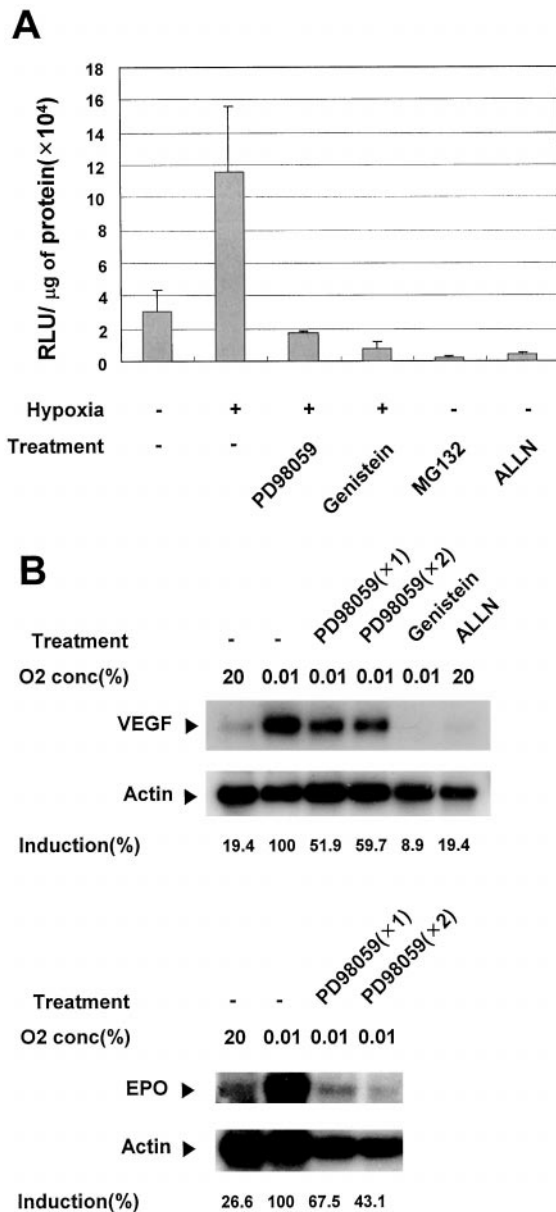 A
18
16
14
12
10
8
6
4
2
0
RLU/ μg of protein(×10⁴)
Hypoxia - + + + - -
Treatment - - PD98059 Genistein MG132 ALLN
B
Treatment - - PD98059(×1) PD98059(×2) Genistein ALLN
O2 conc(%) 20 0.01 0.01 0.01 0.01 20
VEGF ►
Actin ►
Induction(%) 19.4 100 51.9 59.7 8.9 19.4
Treatment - - PD98059(×1) PD98059(×2)
O2 conc(%) 20 0.01 0.01 0.01
EPO ►
Actin ►
Induction(%) 26.6 100 67.5 43.1